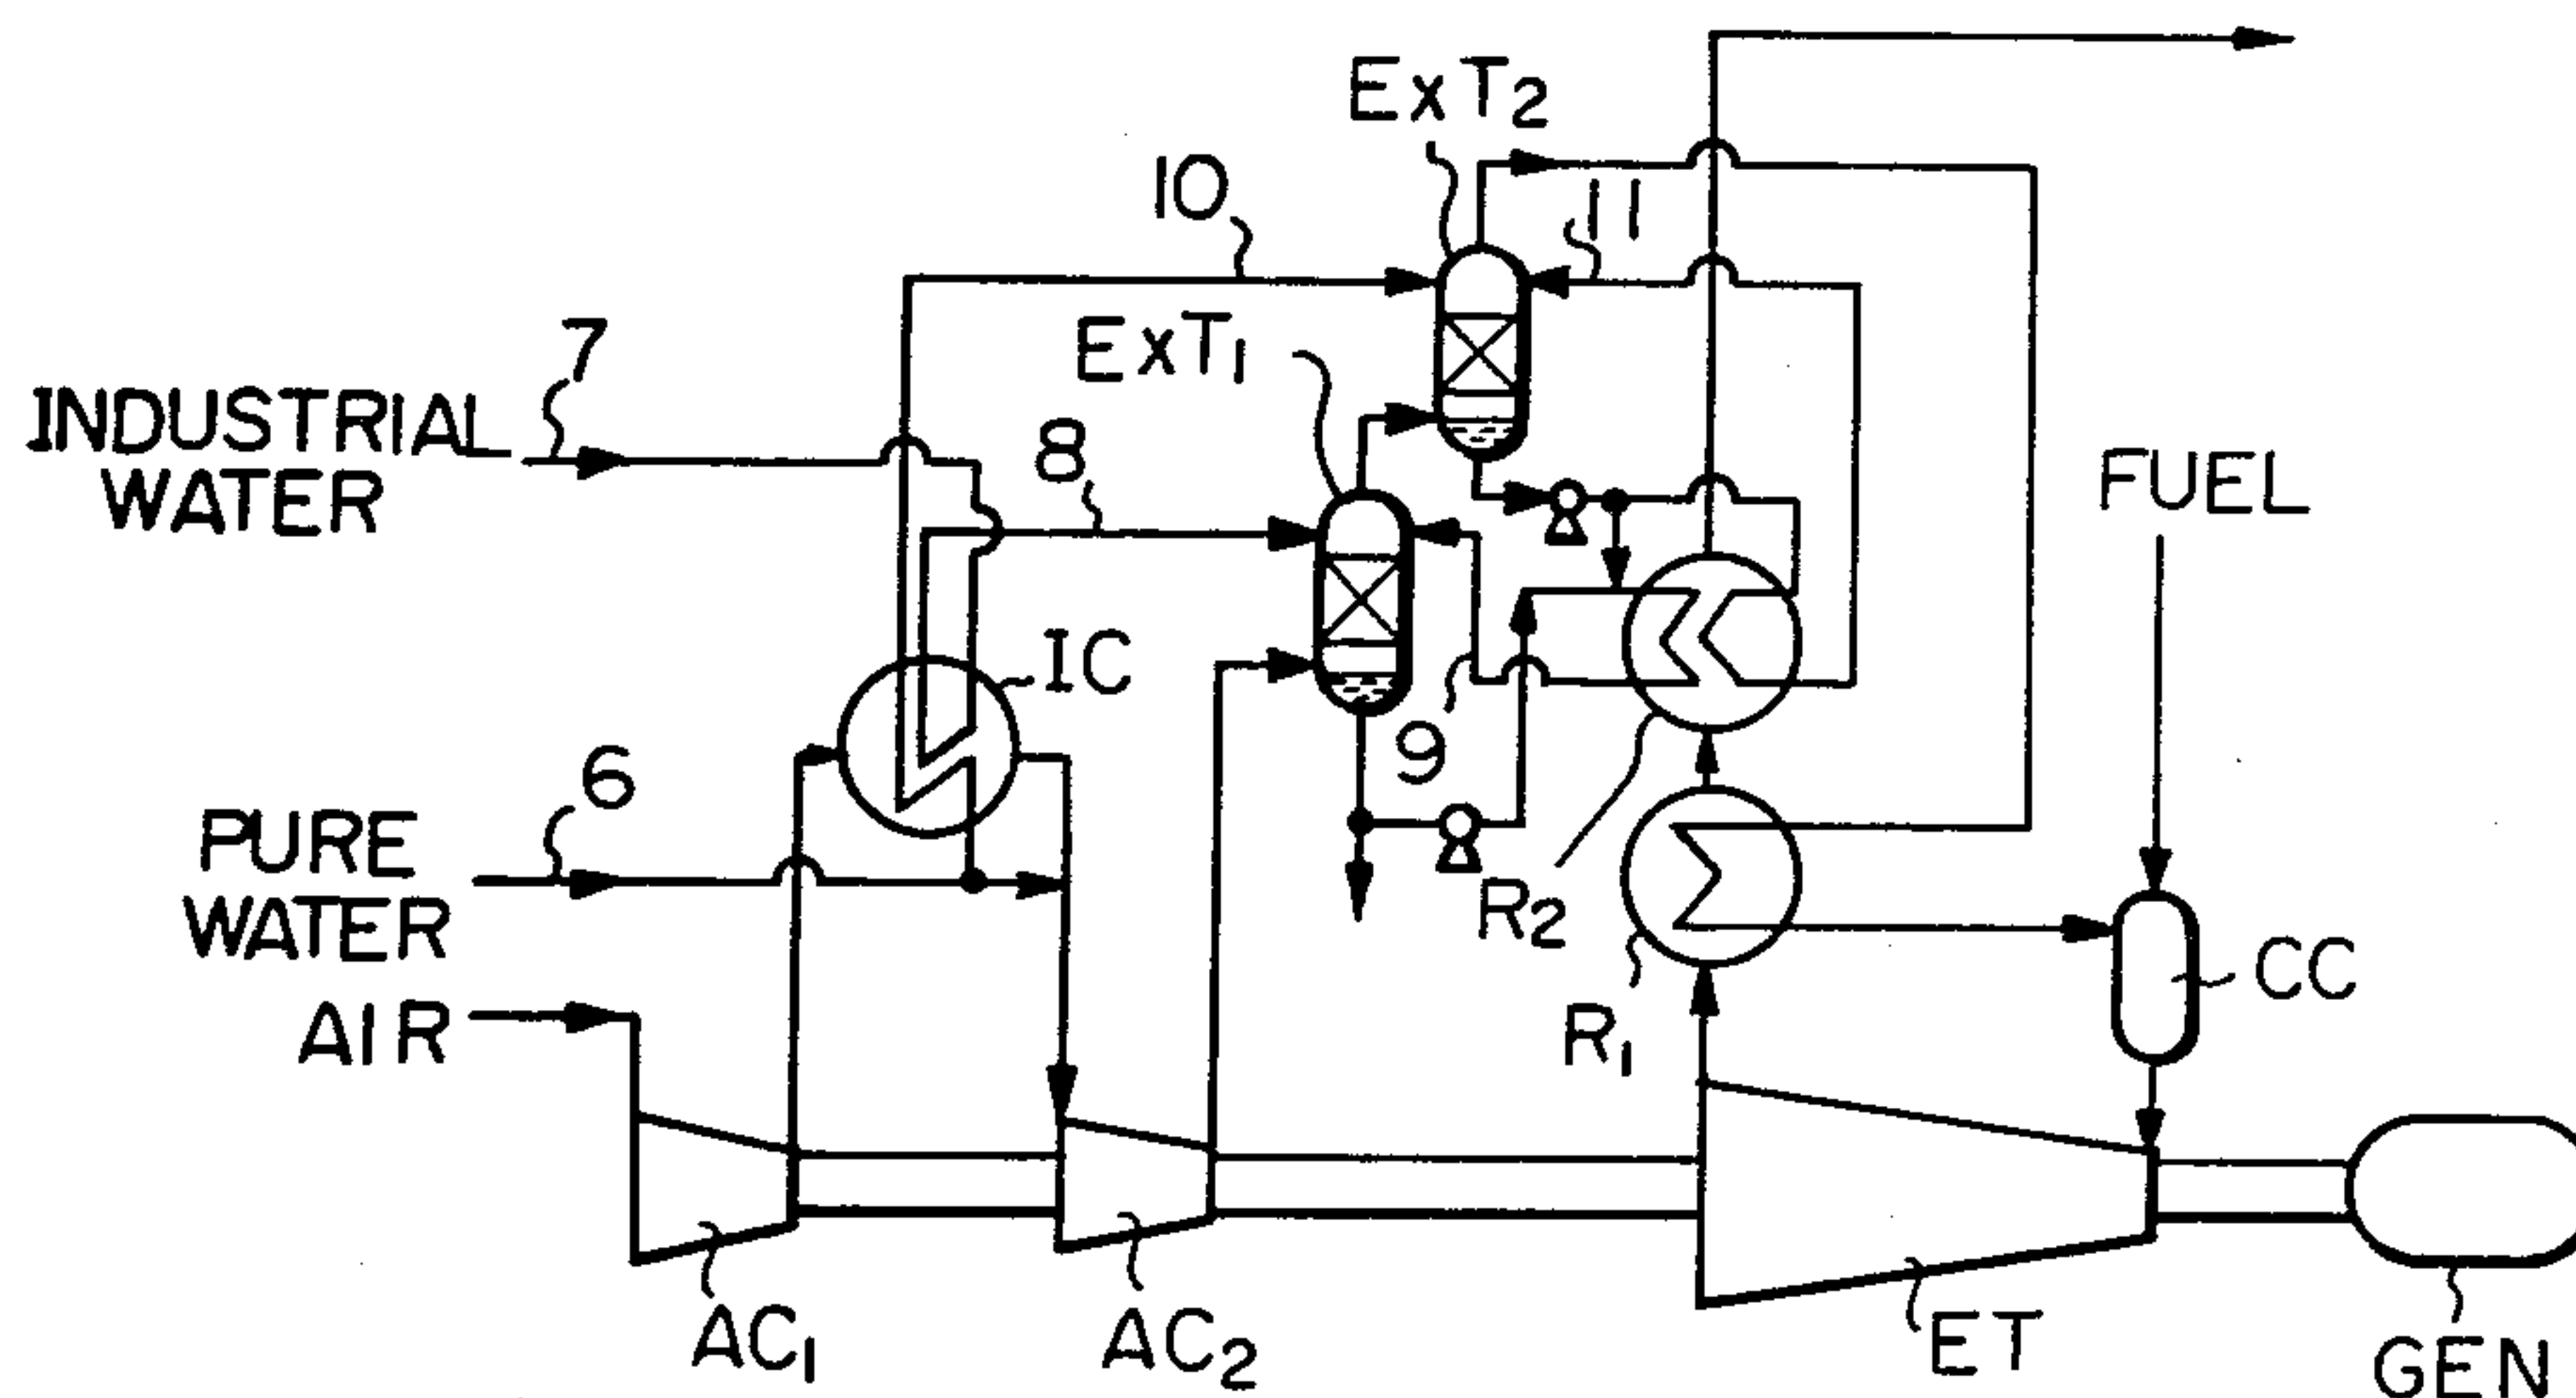 ExT2
10
11
ExT1
7
INDUSTRIAL
WATER
8
FUEL
IC
9
6
PURE
WATER
R2
CC
AIR
R1
AC1
AC2
ET
GEN